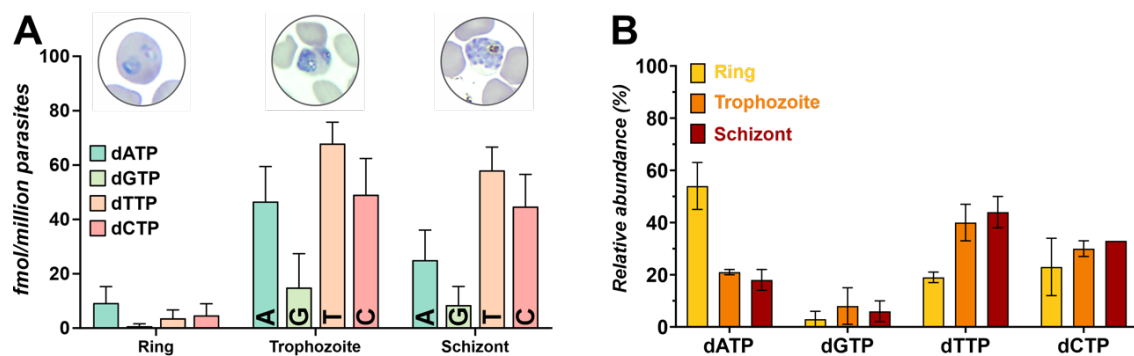 A
fmol/million parasites
100
80
60
40
20
0
dATP
dGTP
dTTP
dCTP
A
G
T
C
A
G
T
C
Ring
Trophozoite
Schizont
B
Relative abundance (%)
100
80
60
40
20
0
Ring
Trophozoite
Schizont
dATP
dGTP
dTTP
dCTP